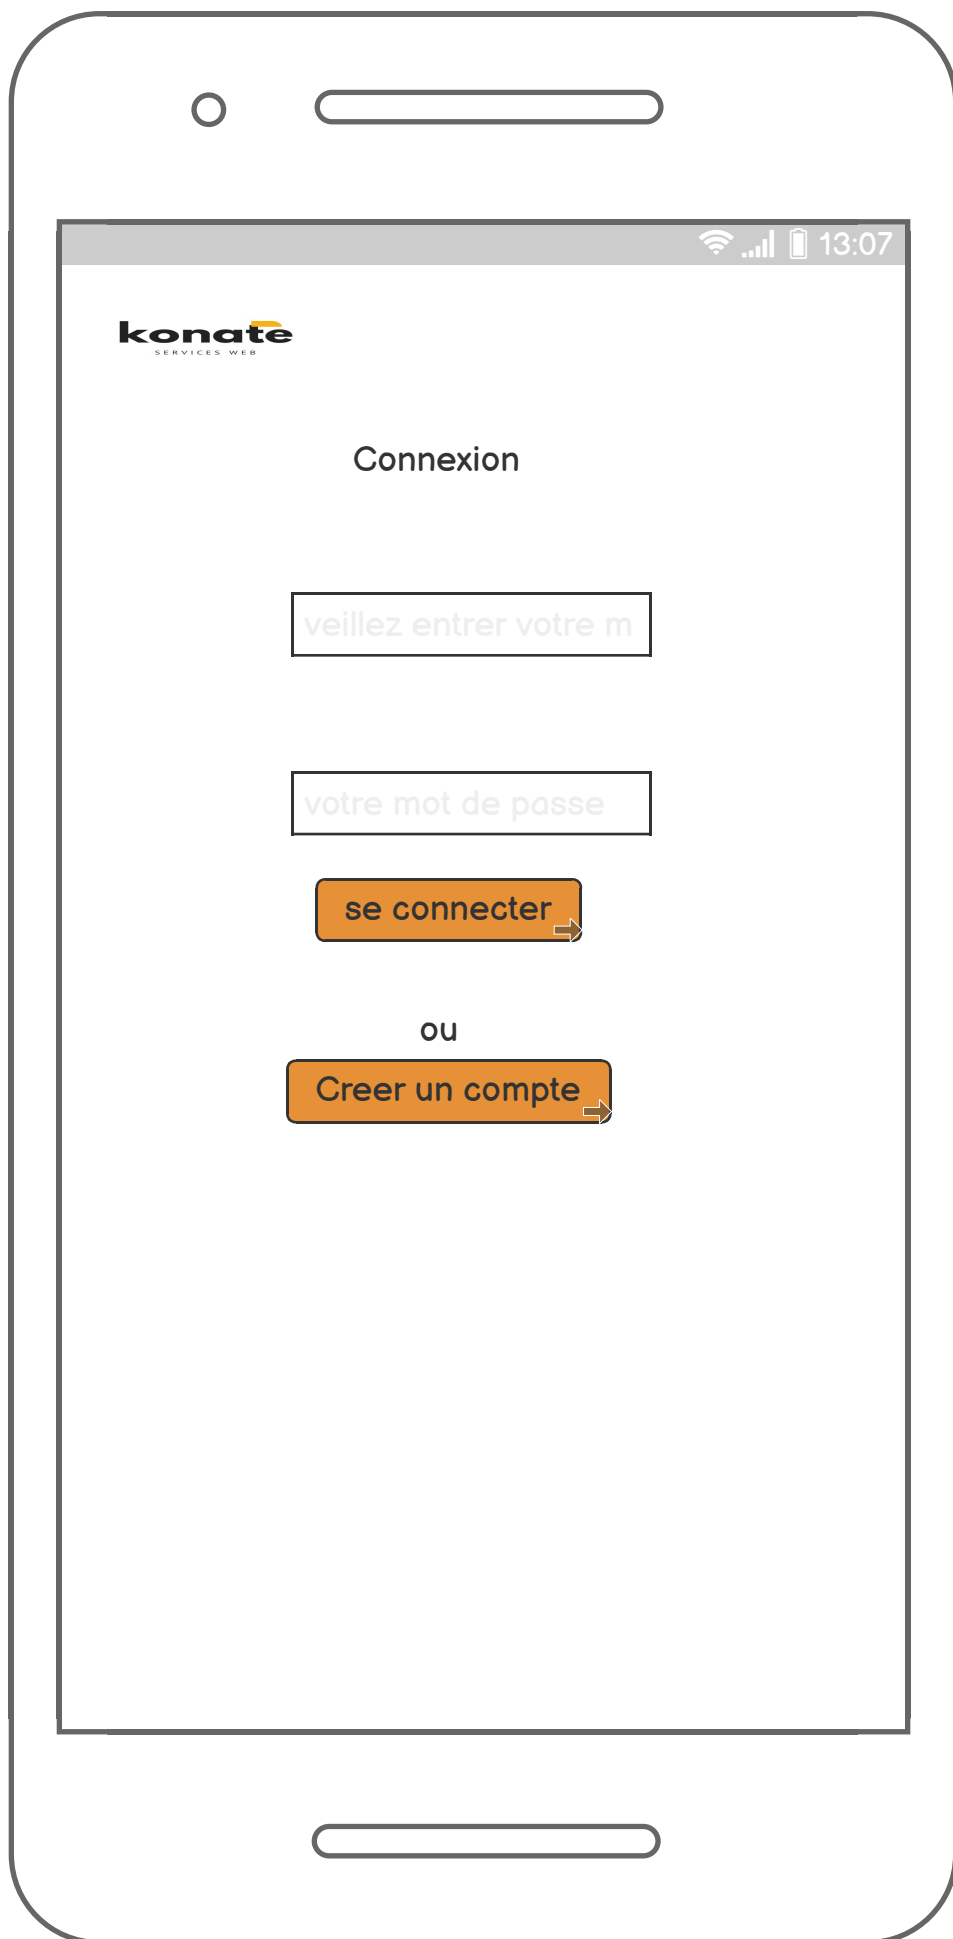 13:07
konate
SERVICES WEB
Connexion
veillez entrer votre m
votre mot de passe
se connecter
ou
Creer un compte